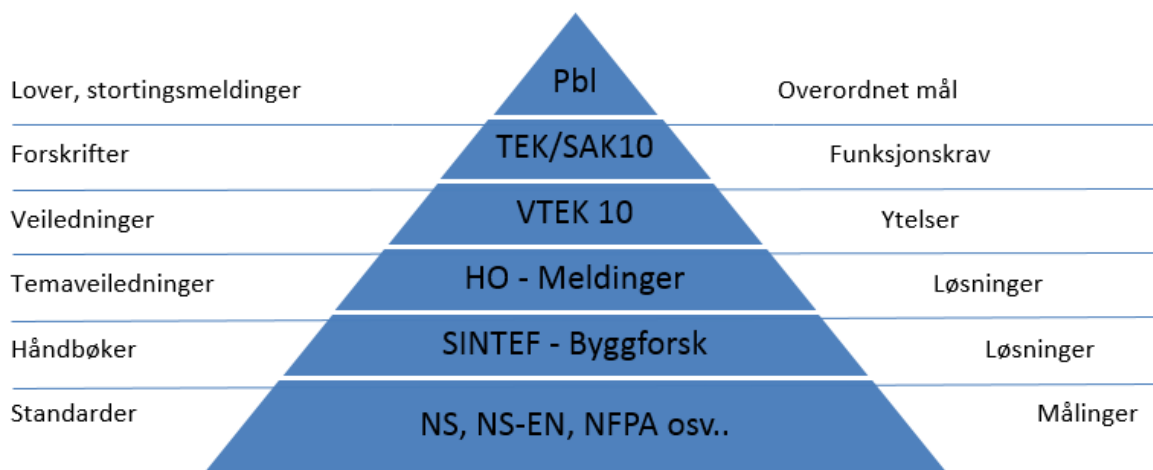 Lover, stortingsmeldinger Pbl Overordnet mål
Forskrifter TEK/SAK10 Funksjonskrav
Veiledninger VTEK 10 Ytelser
Temaveiledninger HO - Meldinger Løsninger
Håndbøker SINTEF - Byggforsk Løsninger
Standarder NS, NS-EN, NFPA osv.. Målinger